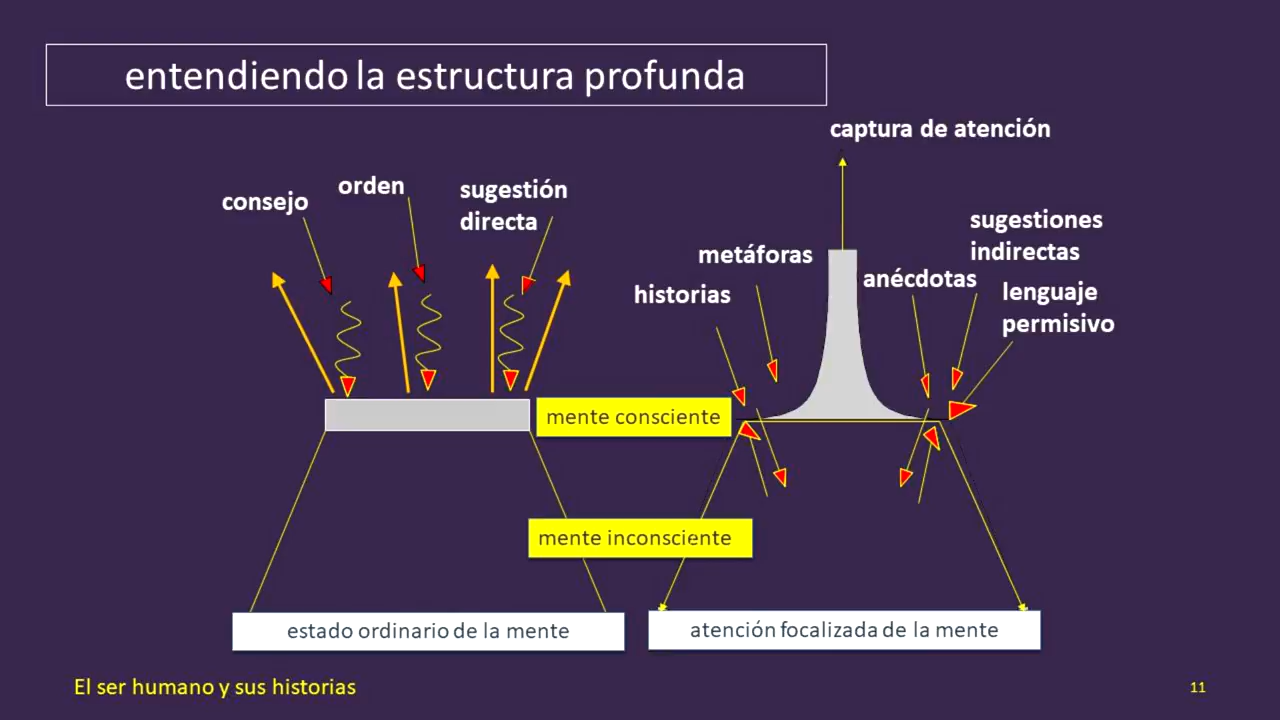 entendiendo la estructura profunda
captura de atención
consejo
orden
sugestión
directa
metáforas
historias
anécdotas
sugestiones
indirectas
lenguaje
permisivo
mente consciente
mente inconsciente
estado ordinario de la mente
atención focalizada de la mente
El ser humano y sus historias
11